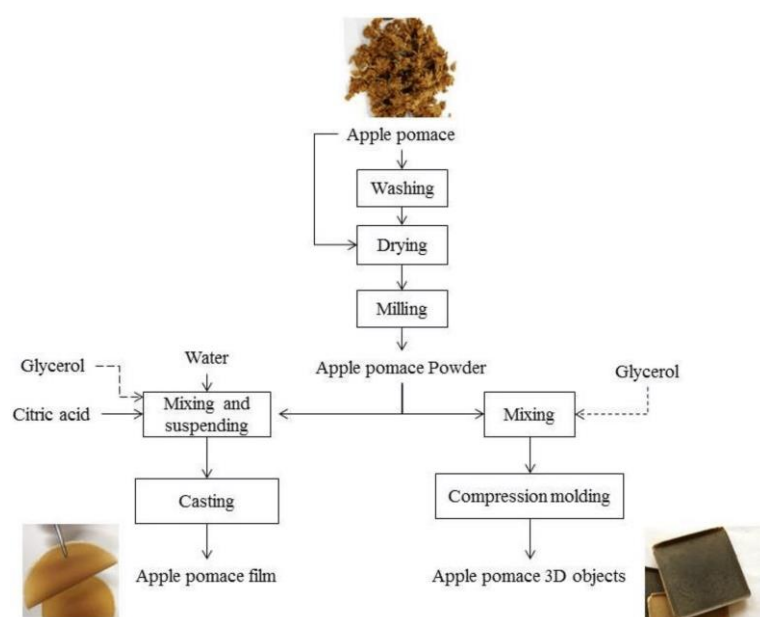 Apple pomace
Washing
Drying
Milling
Apple pomace Powder
Glycerol
Water
Citric acid
Mixing and
suspending
Casting
Apple pomace film
Glycerol
Mixing
Compression molding
Apple pomace 3D objects